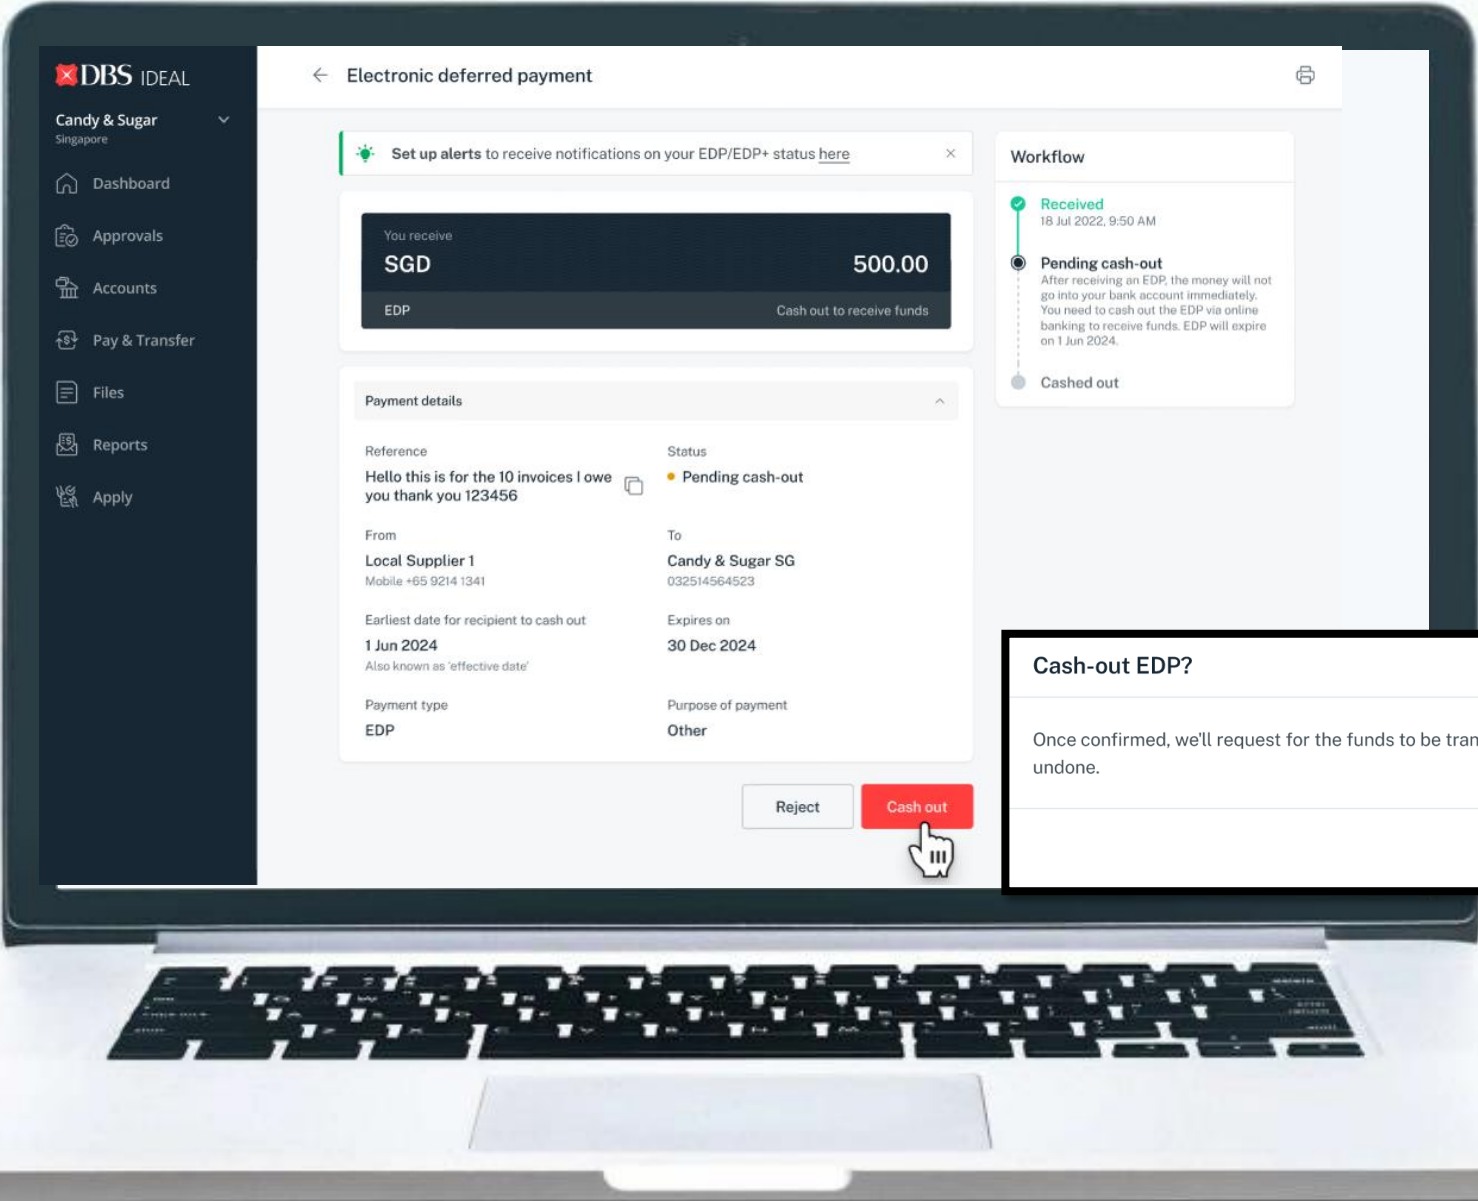 DBS IDEAL
Candy & Sugar
Singapore
Dashboard
Approvals
Accounts
Pay & Transfer
Files
Reports
Apply
Electronic deferred payment
Set up alerts to receive notifications on your EDP/EDP+ status here
You receive
SGD 500.00
EDP Cash out to receive funds
Payment details
Reference
Hello this is for the 10 invoices I owe
you thank you 123456
Status
Pending cash-out
From
Local Supplier 1
Mobile +65 9214 1341
To
Candy & Sugar SG
032514564523
Earliest date for recipient to cash out
1 Jun 2024
Also known as 'effective date'
Expires on
30 Dec 2024
Payment type
EDP
Purpose of payment
Other
Reject
Cash out
Workflow
Received
18 Jul 2022, 9:50 AM
Pending cash-out
After receiving an EDP, the money will not
go into your bank account immediately.
You need to cash out the EDP via online
banking to receive funds. EDP will expire
on 1 Jun 2024.
Cashed out
Cash-out EDP?
Once confirmed, we'll request for the funds to be tran
undone.